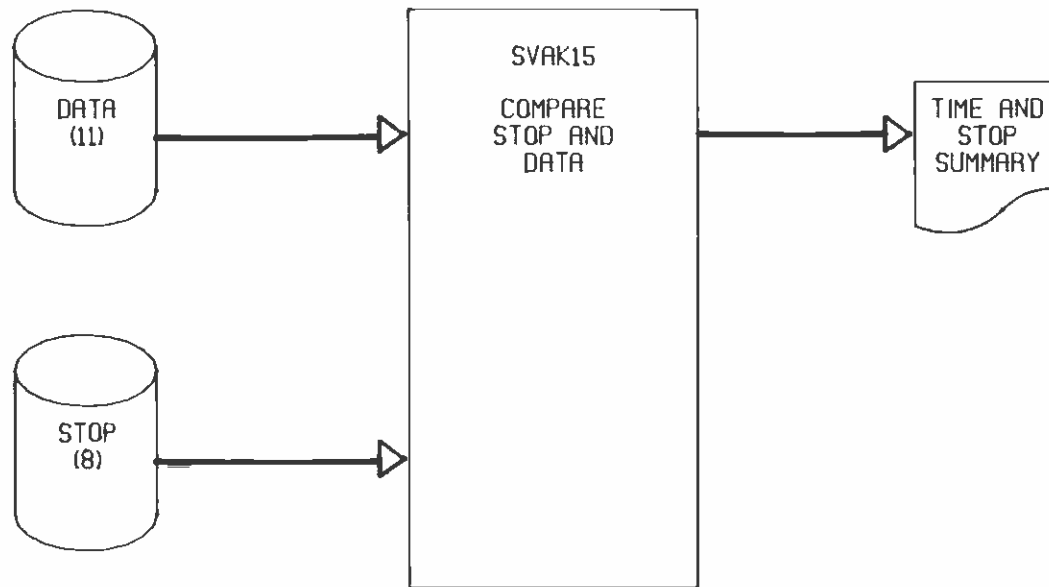 DATA
(11)
SVAK15
COMPARE
STOP AND
DATA
TIME AND
STOP
SUMMARY
STOP
(8)